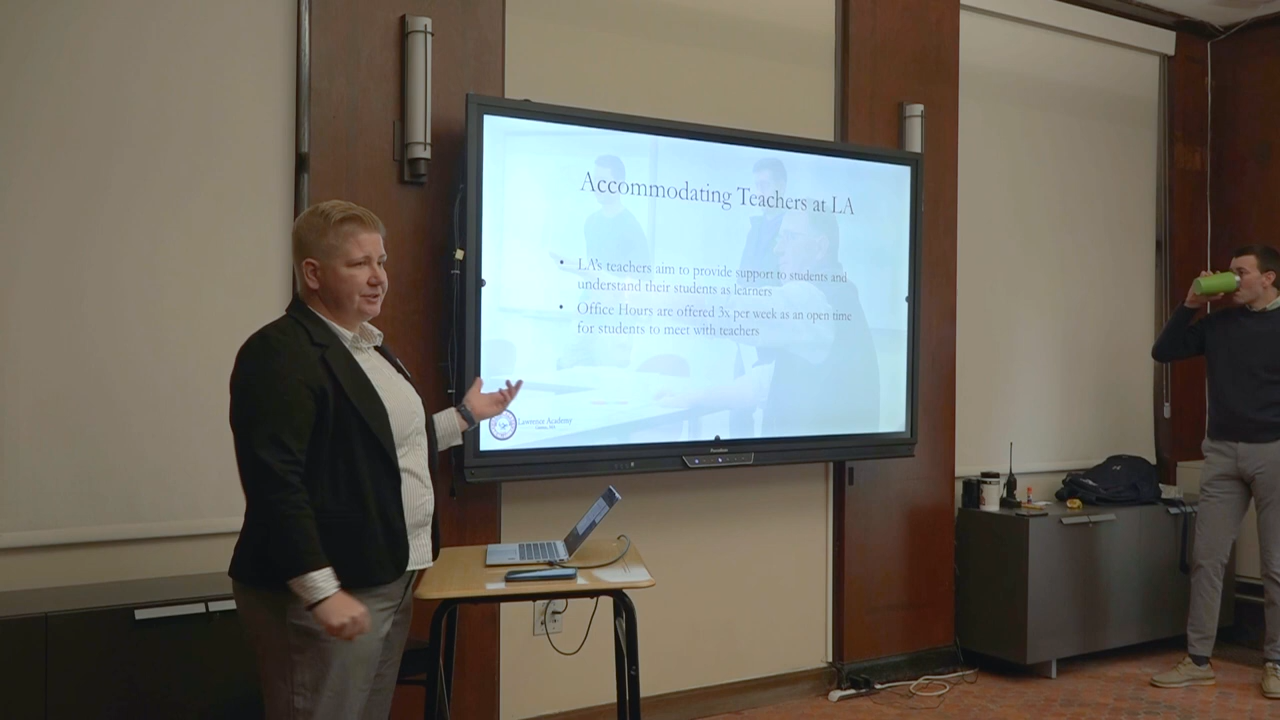 Accommodating Teachers at LA
• LA's teachers aim to provide support to students and
understand their students as learners
• Office Hours are offered 3x per week as an open time
for students to meet with teachers
Lawrence Academy